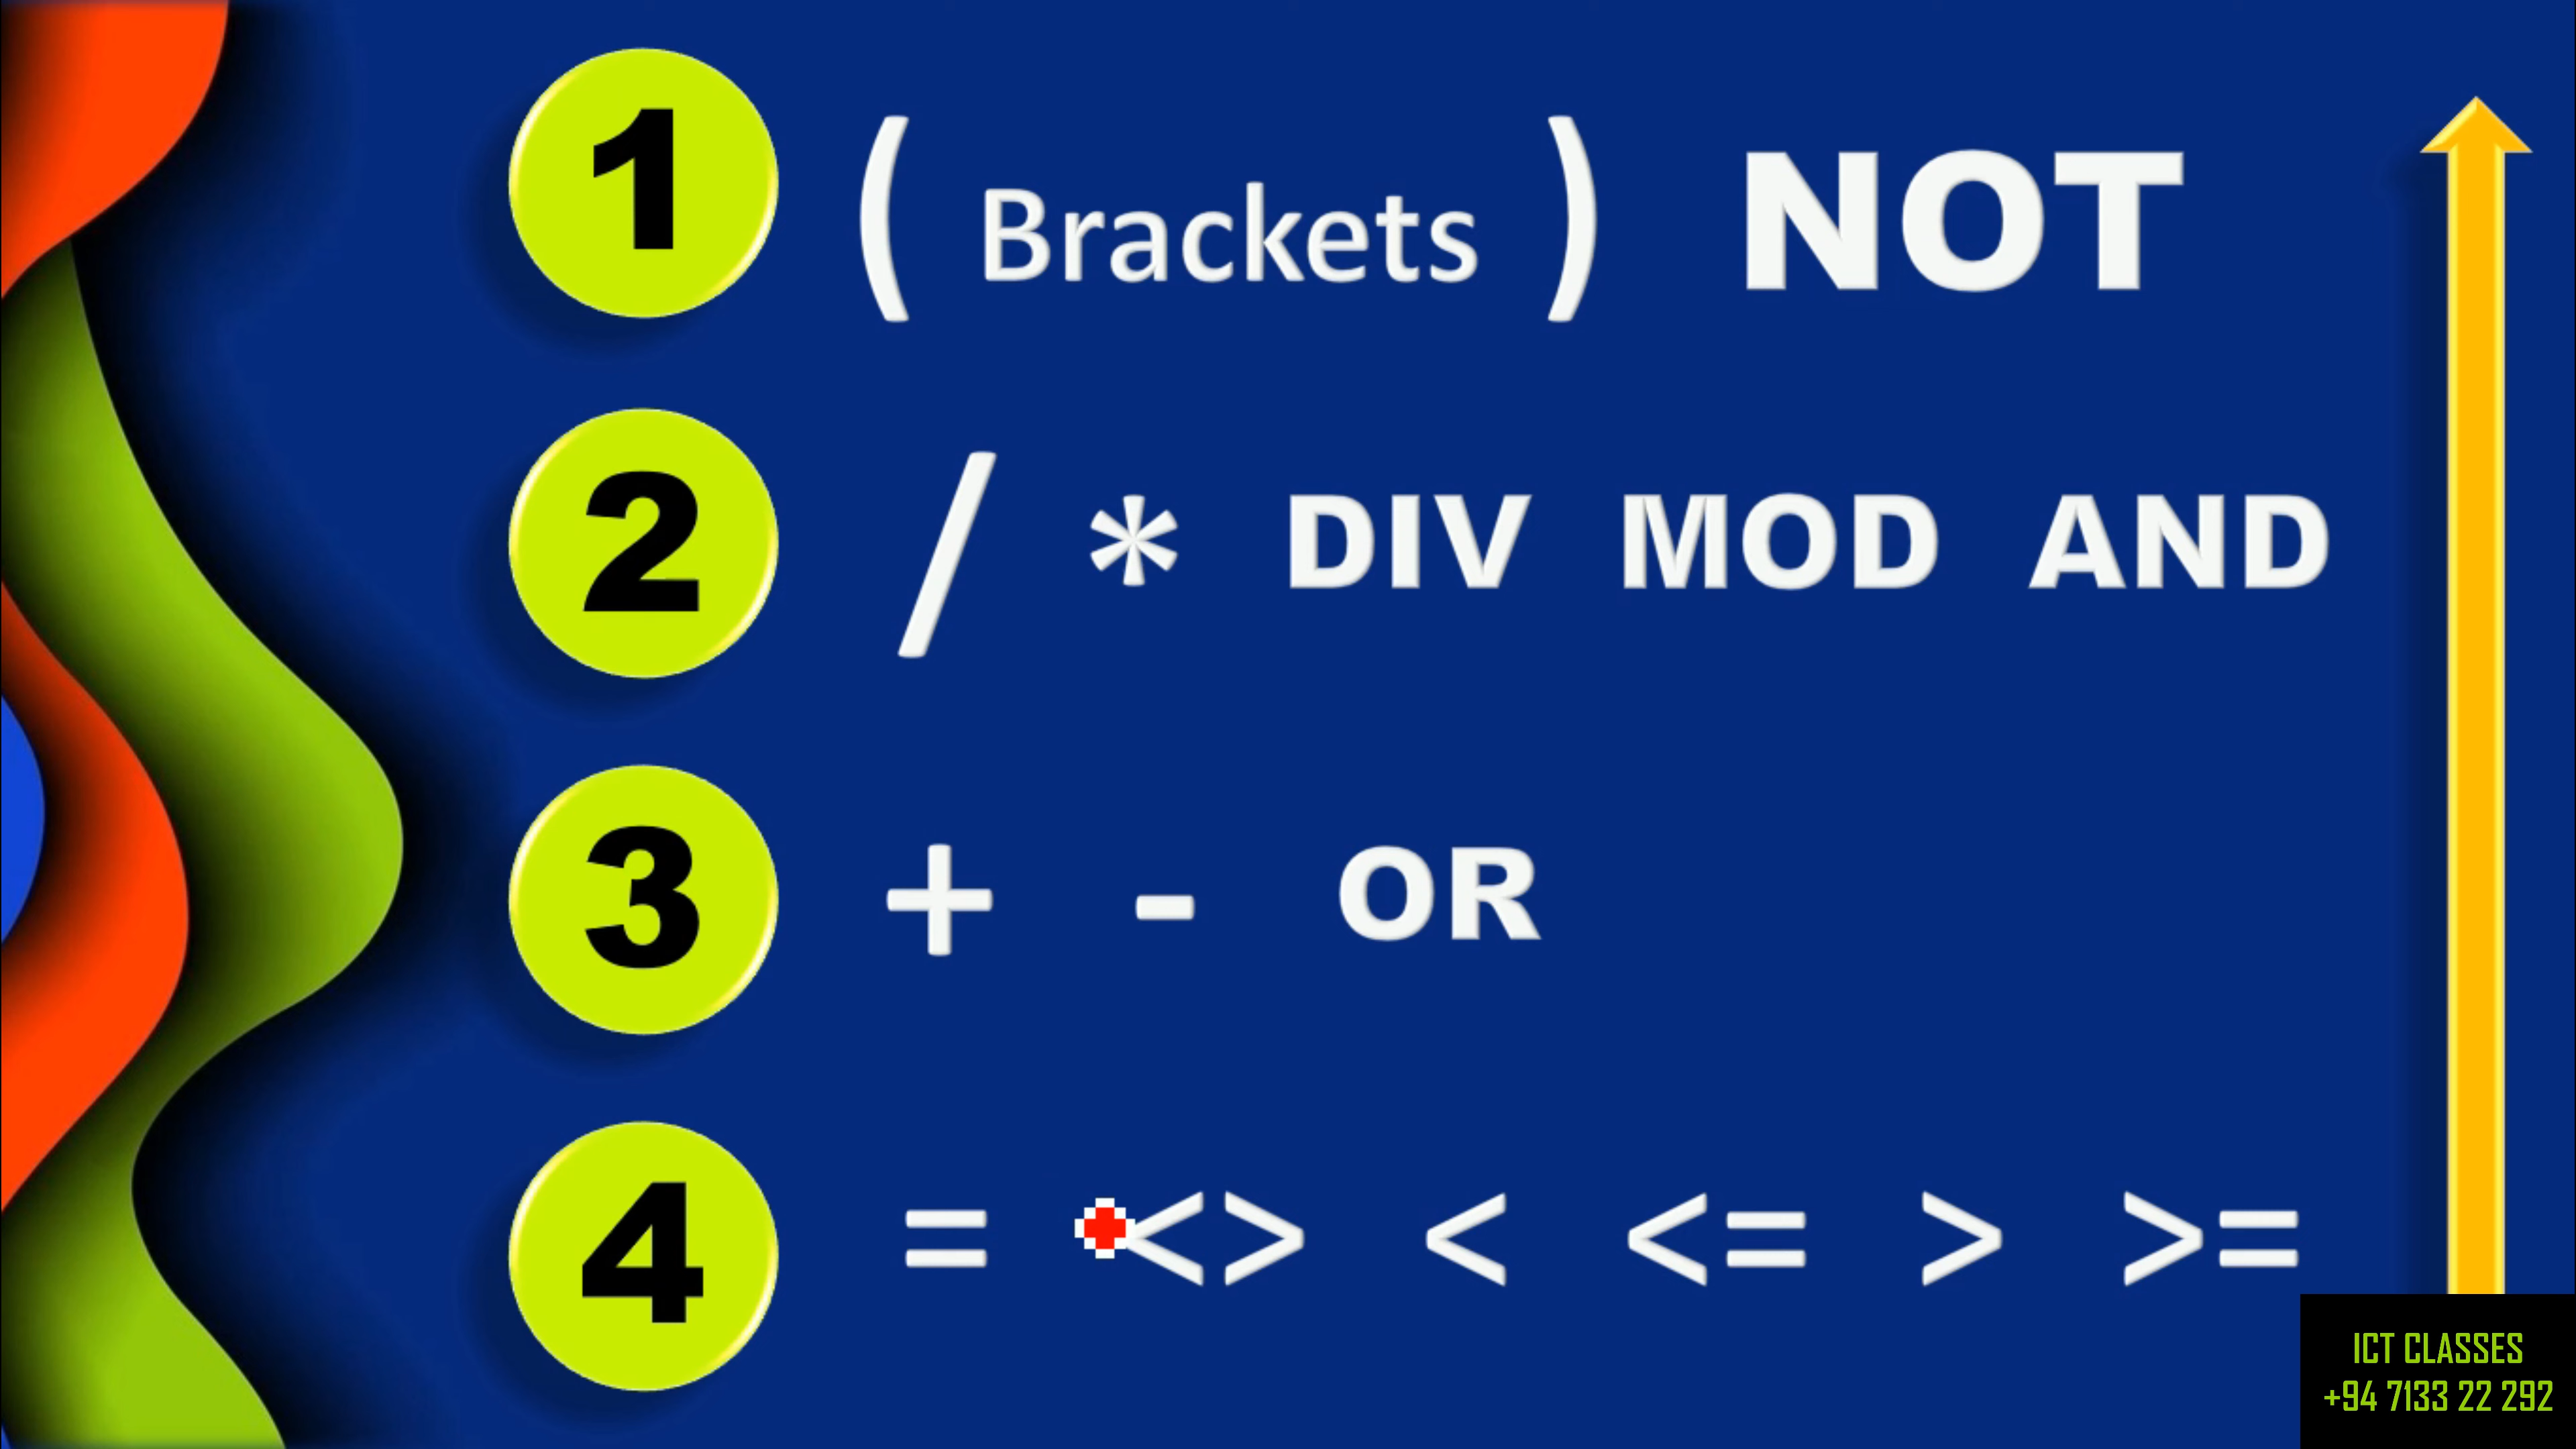 1 ( Brackets ) NOT
2 / * DIV MOD AND
3 + - OR
4 = <> < <= > >=
ICT CLASSES
+94 7133 22 292